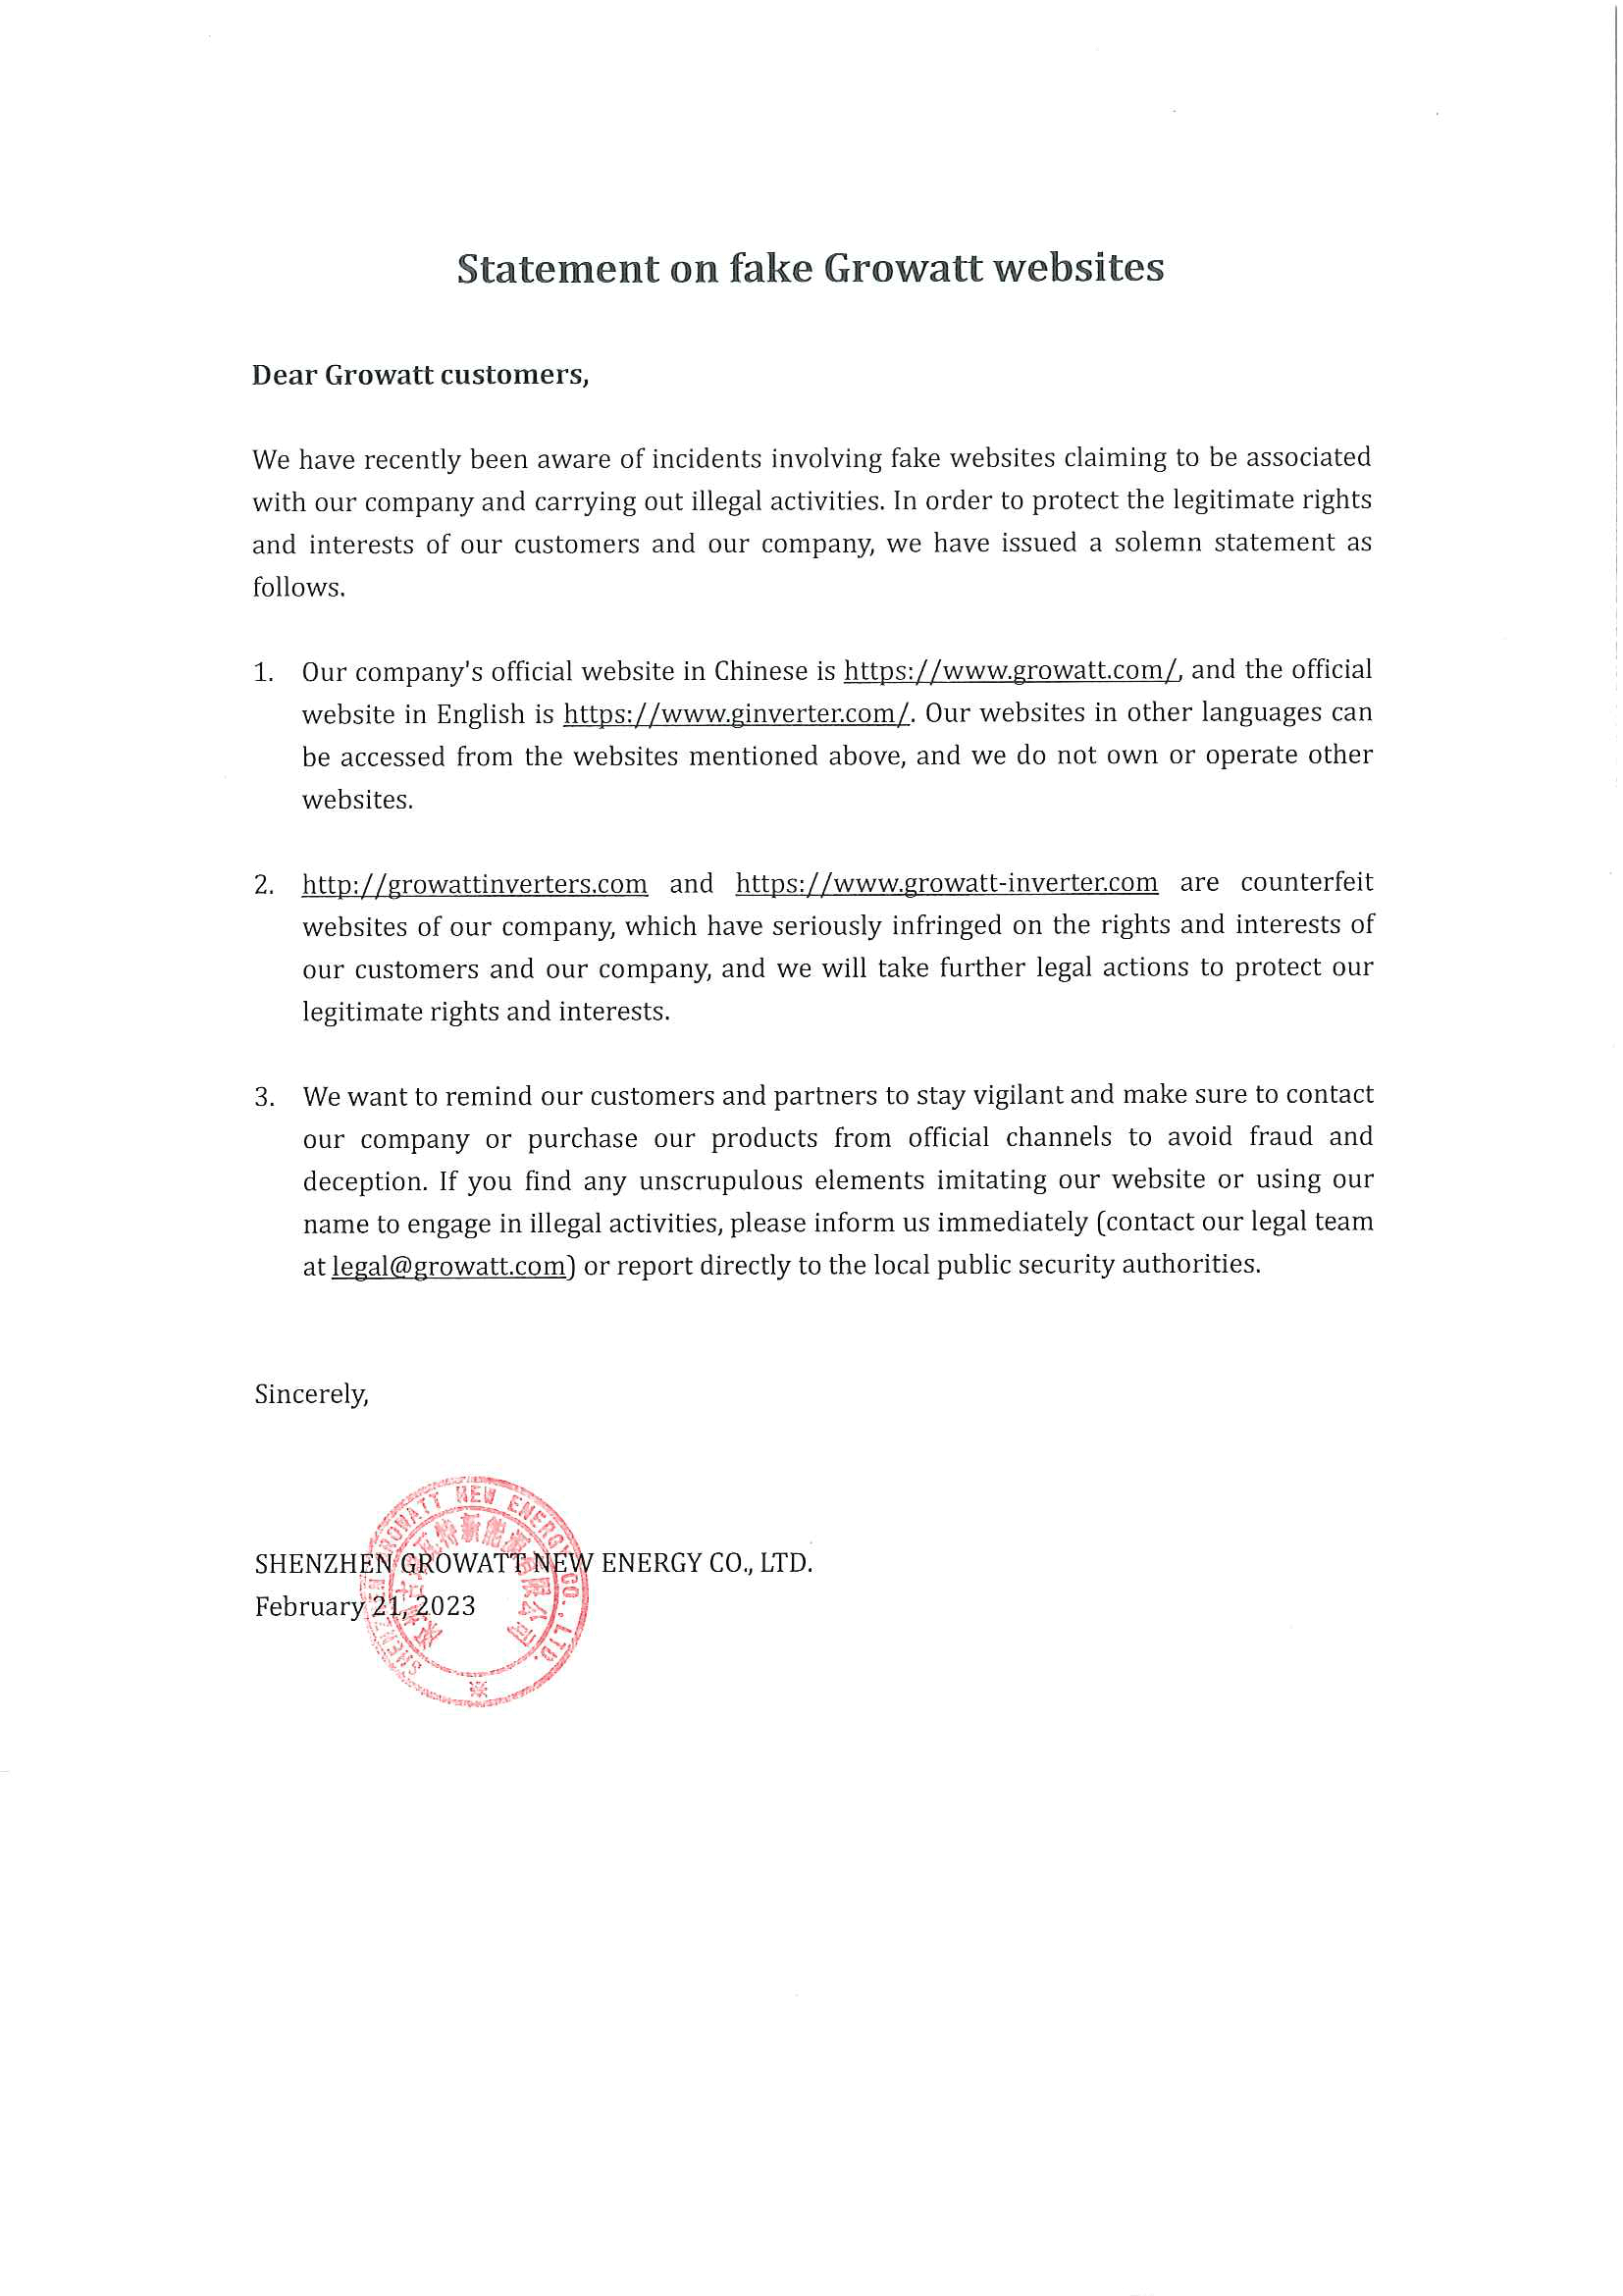 Statement on fake Growatt websites
Dear Growatt customers,
We have recently been aware of incidents involving fake websites claiming to be associated
with our company and carrying out illegal activities. In order to protect the legitimate rights
and interests of our customers and our company, we have issued a solemn statement as
follows.
1. Our company's official website in Chinese is https://www.growatt.com/, and the official
website in English is https://www.ginverter.com/. Our websites in other languages can
be accessed from the websites mentioned above, and we do not own or operate other
websites.
2. http://growattinverters.com and https://www.growatt-inverter.com are counterfeit
websites of our company, which have seriously infringed on the rights and interests of
our customers and our company, and we will take further legal actions to protect our
legitimate rights and interests.
3. We want to remind our customers and partners to stay vigilant and make sure to contact
our company or purchase our products from official channels to avoid fraud and
deception. If you find any unscrupulous elements imitating our website or using our
name to engage in illegal activities, please inform us immediately (contact our legal team
at legal@growatt.com) or report directly to the local public security authorities.
Sincerely,
SHENZHEN GROWATT NEW ENERGY CO., LTD.
February 21, 2023
SHENZHEN GROWATT NEW ENERGY CO., LTD.
特新能源有限公司